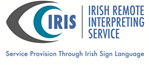 IRIS
IRISH REMOTE
INTERPRETING
SERVICE
Service Provision Through Irish Sign Language